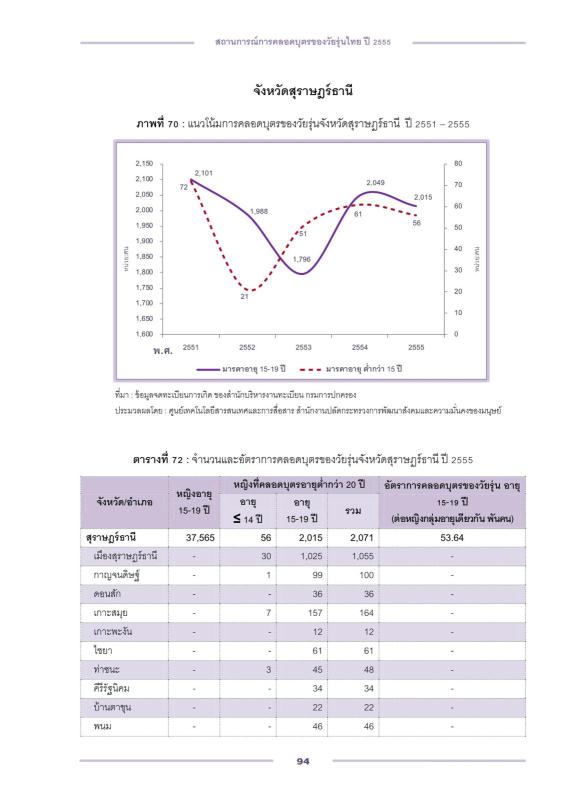 สถานการณ์การคลอดบุตรของวัยรุ่นไทย ปี 2555
จังหวัดสุราษฎร์ธานี
ภาพที่ 70 : แนวโน้มการคลอดบุตรของวัยรุ่นจังหวัดสุราษฎร์ธานี ปี 2551 – 2555
2,150 80
2,100 70
2,050 60
2,000 50
1,950 40
1,900 30
1,850 20
1,800 10
1,750 0
1,700
1,650
1,600
หน่วย:คน
หน่วย:คน
2,101 1,988 1,796 2,049 2,015
72 21 51 61 56
พ.ศ. 2551 2552 2553 2554 2555
มารดาอายุ 15-19 ปี มารดาอายุ ต่ำกว่า 15 ปี
ที่มา : ข้อมูลจดทะเบียนการเกิด ของสำนักบริหารงานทะเบียน กรมการปกครอง
ประมวลผลโดย : ศูนย์เทคโนโลยีสารสนเทศและการสื่อสาร สำนักงานปลัดกระทรวงการพัฒนาสังคมและความมั่นคงของมนุษย์
ตารางที่ 72 : จำนวนและอัตราการคลอดบุตรของวัยรุ่นจังหวัดสุราษฎร์ธานี ปี 2555
จังหวัด/อำเภอ หญิงอายุ 15-19 ปี หญิงที่คลอดบุตรอายุต่ำกว่า 20 ปี อัตราการคลอดบุตรของวัยรุ่น อายุ 15-19 ปี (ต่อหญิงกลุ่มอายุเดียวกัน พันคน)
อายุ ≤ 14 ปี อายุ 15-19 ปี รวม
สุราษฎร์ธานี 37,565 56 2,015 2,071 53.64
เมืองสุราษฎร์ธานี - 30 1,025 1,055 -
กาญจนดิษฐ์ - 1 99 100 -
ดอนสัก - - 36 36 -
เกาะสมุย - 7 157 164 -
เกาะพะงัน - - 12 12 -
ไชยา - - 61 61 -
ท่าชนะ - 3 45 48 -
คีรีรัฐนิคม - - 34 34 -
บ้านตาขุน - - 22 22 -
พนม - - 46 46 -
94